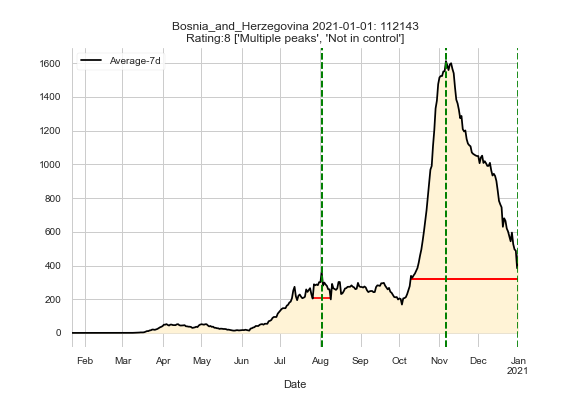 Bosnia_and_Herzegovina 2021-01-01: 112143
Rating:8 ['Multiple peaks', 'Not in control']
Average-7d
1600
1400
1200
1000
800
600
400
200
0
Feb Mar Apr May Jun Jul Aug Sep Oct Nov Dec Jan
2021
Date